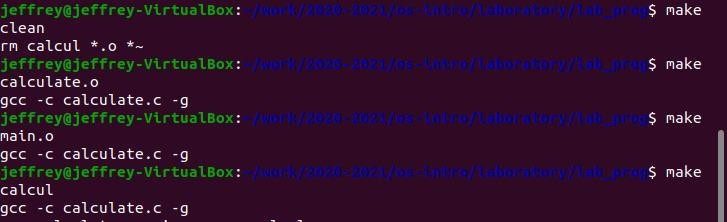 jeffrey@jeffrey-VirtualBox:~/work/2020-2021/os-intro/laboratory/lab_prog$ make
clean
rm calcul *.o *~
jeffrey@jeffrey-VirtualBox:~/work/2020-2021/os-intro/laboratory/lab_prog$ make
calculate.o
gcc -c calculate.c -g
jeffrey@jeffrey-VirtualBox:~/work/2020-2021/os-intro/laboratory/lab_prog$ make
main.o
gcc -c calculate.c -g
jeffrey@jeffrey-VirtualBox:~/work/2020-2021/os-intro/laboratory/lab_prog$ make
calcul
gcc -c calculate.c -g